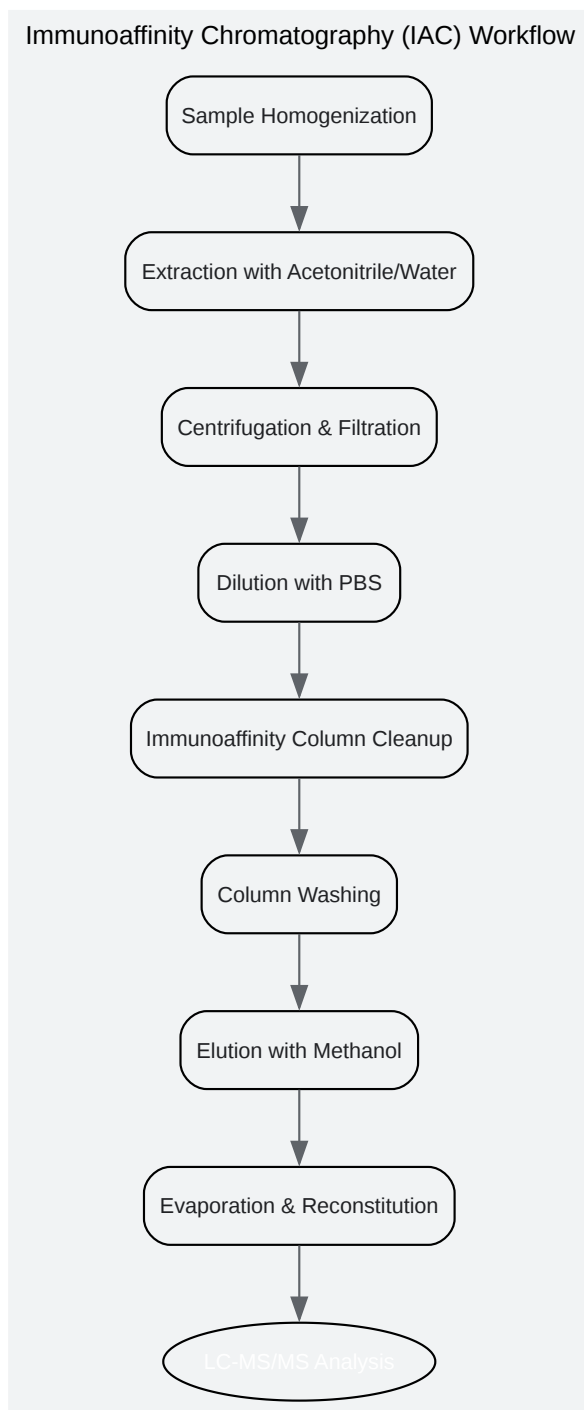 Immunoaffinity Chromatography (IAC) Workflow
Sample Homogenization
Extraction with Acetonitrile/Water
Centrifugation & Filtration
Dilution with PBS
Immunoaffinity Column Cleanup
Column Washing
Elution with Methanol
Evaporation & Reconstitution
LC-MS/MS Analysis